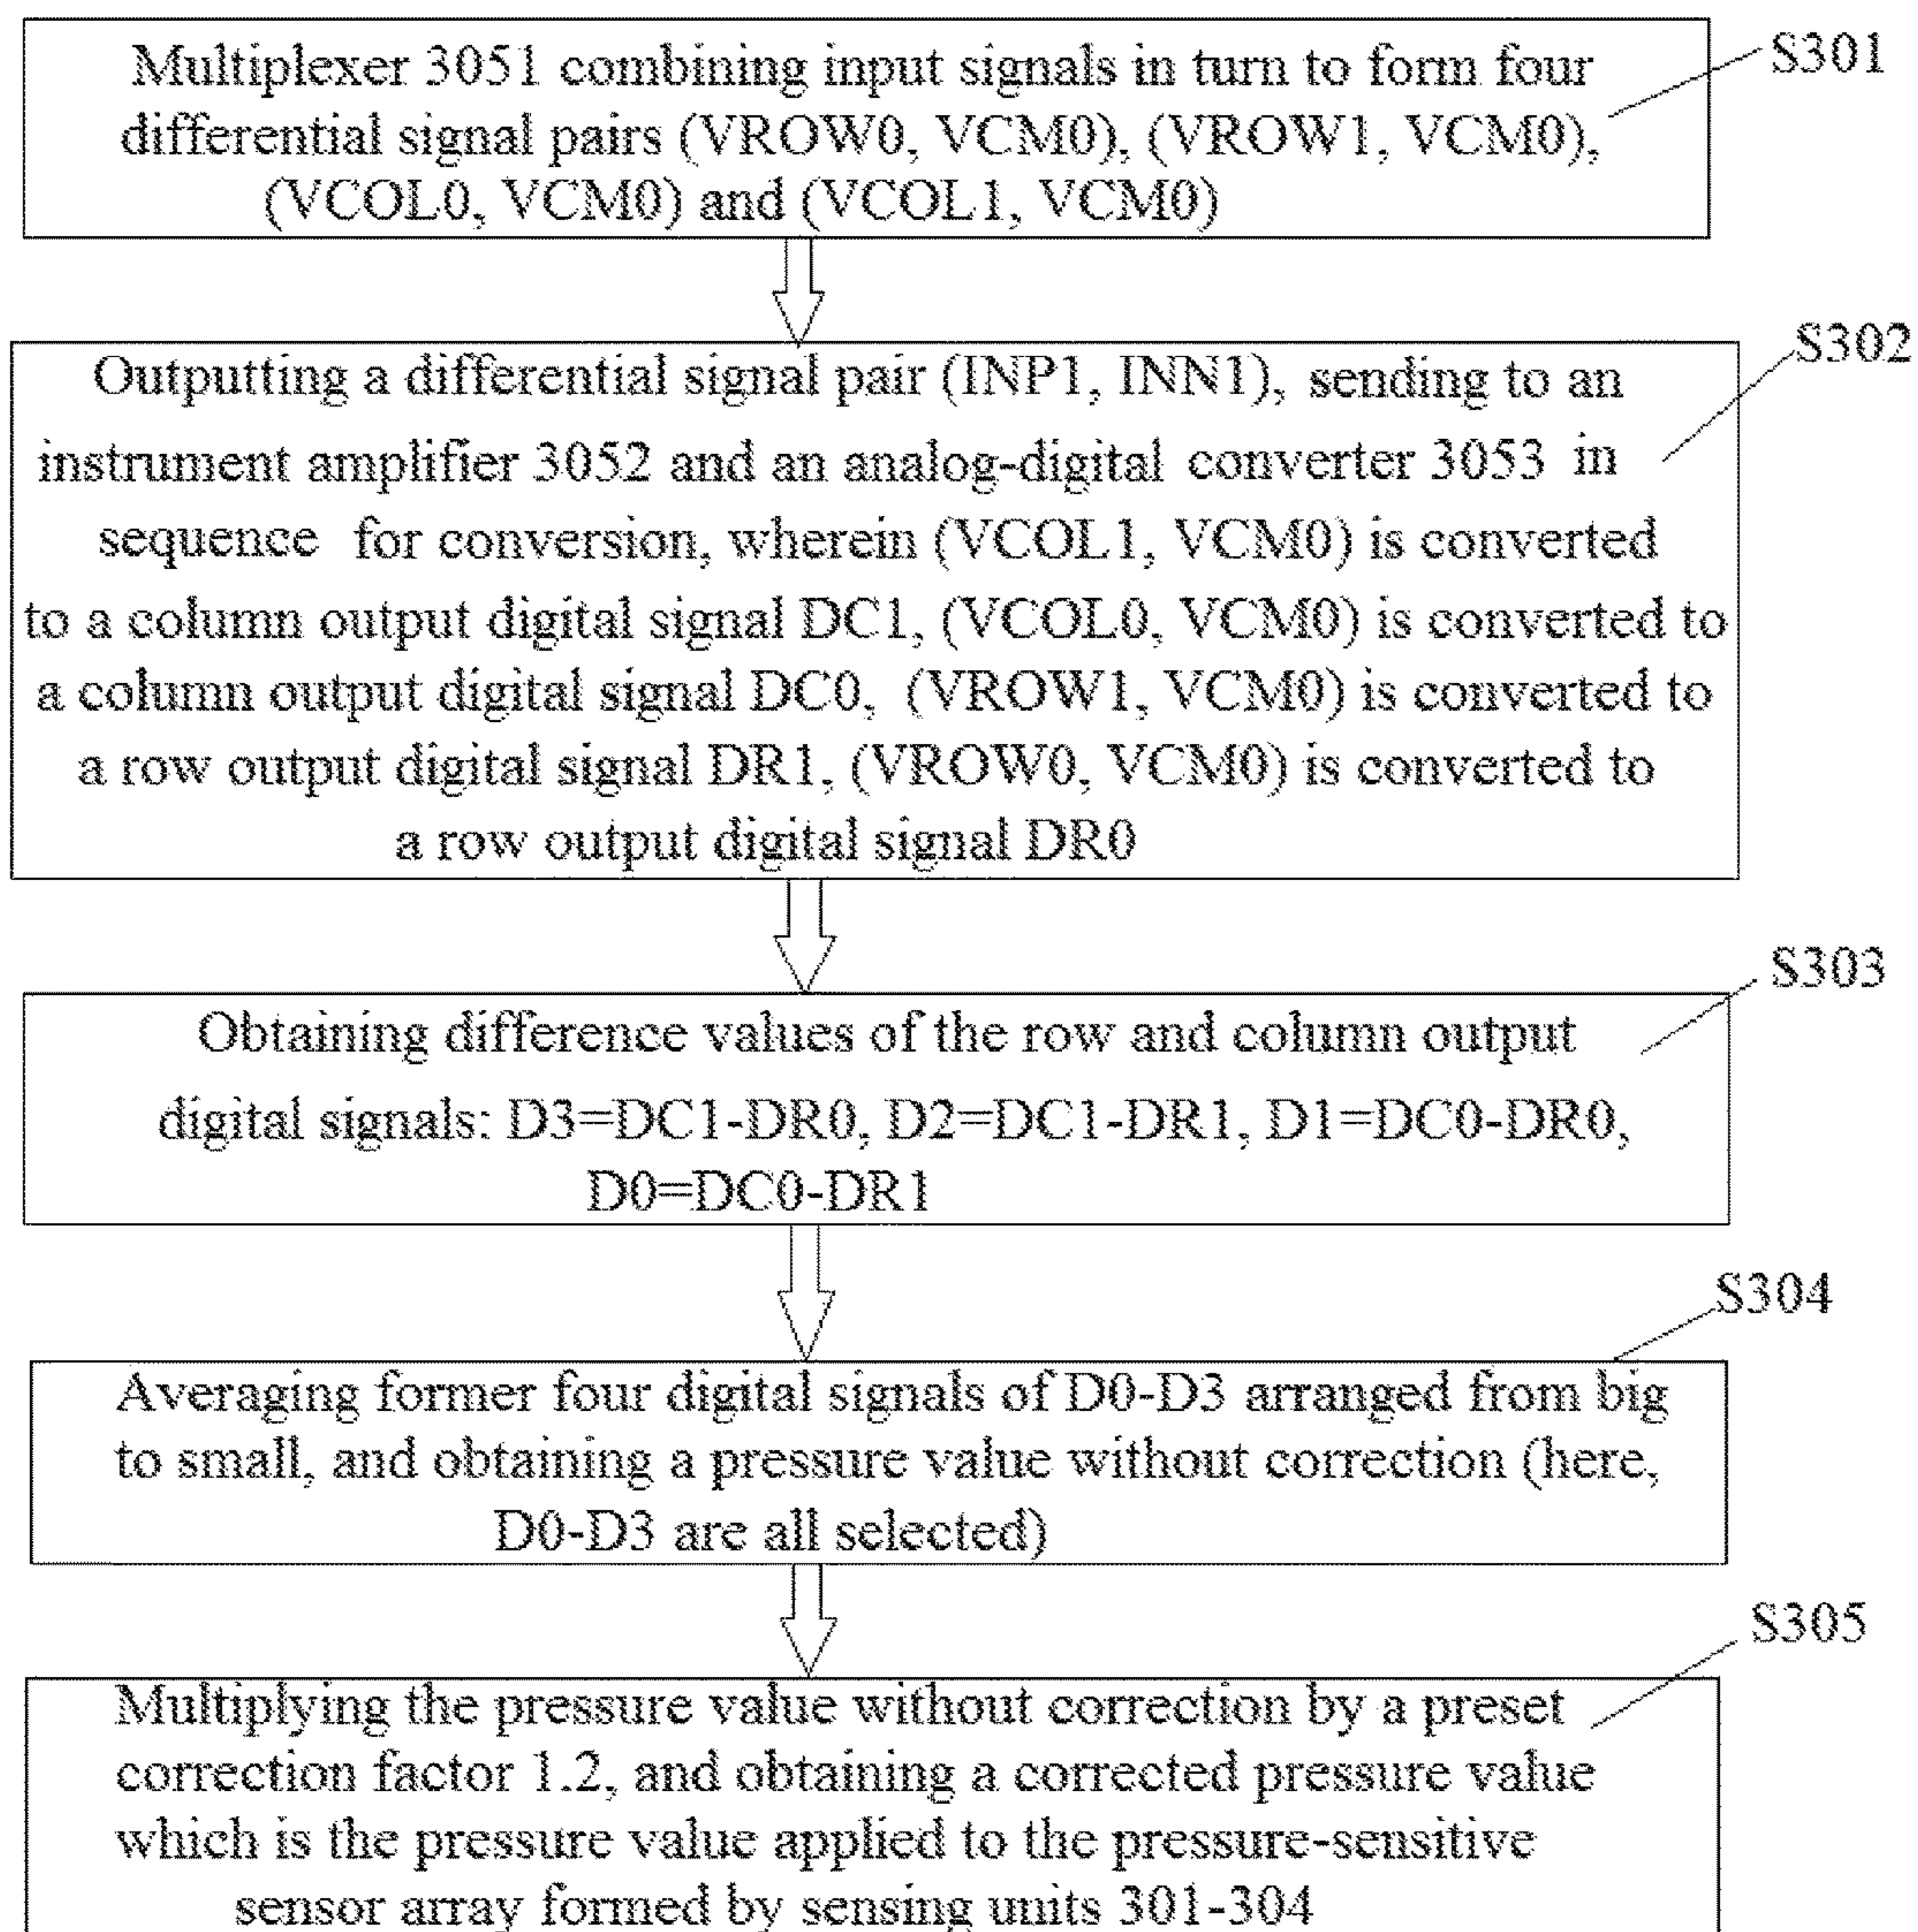 Multiplexer 3051 combining input signals in turn to form four
differential signal pairs (VROW0, VCM0), (VROW1, VCM0),
(VCOL0, VCM0) and (VCOL1, VCM0)
S301
Outputting a differential signal pair (INP1, INN1), sending to an
instrument amplifier 3052 and an analog-digital converter 3053 in
sequence for conversion, wherein (VCOL1, VCM0) is converted
to a column output digital signal DC1, (VCOL0, VCM0) is converted to
a column output digital signal DC0, (VROW1, VCM0) is converted to
a row output digital signal DR1, (VROW0, VCM0) is converted to
a row output digital signal DR0
S302
Obtaining difference values of the row and column output
digital signals: D3=DC1-DR0, D2=DC1-DR1, D1=DC0-DR0,
D0=DC0-DR1
S303
Averaging former four digital signals of D0-D3 arranged from big
to small, and obtaining a pressure value without correction (here,
D0-D3 are all selected)
S304
Multiplying the pressure value without correction by a preset
correction factor 1.2, and obtaining a corrected pressure value
which is the pressure value applied to the pressure-sensitive
sensor array formed by sensing units 301-304
S305